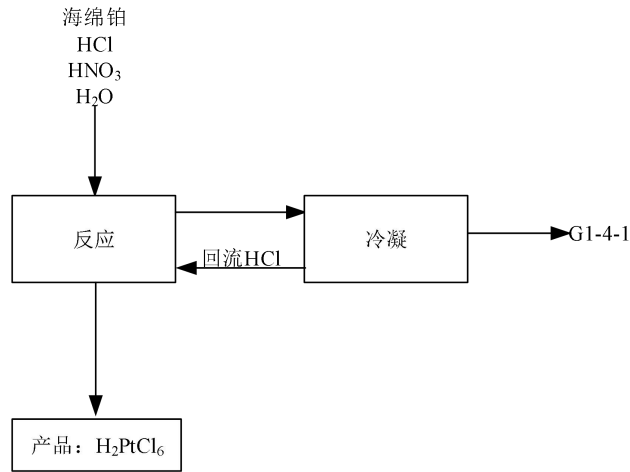 海绵铂
HCl
HNO₃
H₂O
反应
冷凝
G1-4-1
回流HCl
产品：H₂PtCl₆